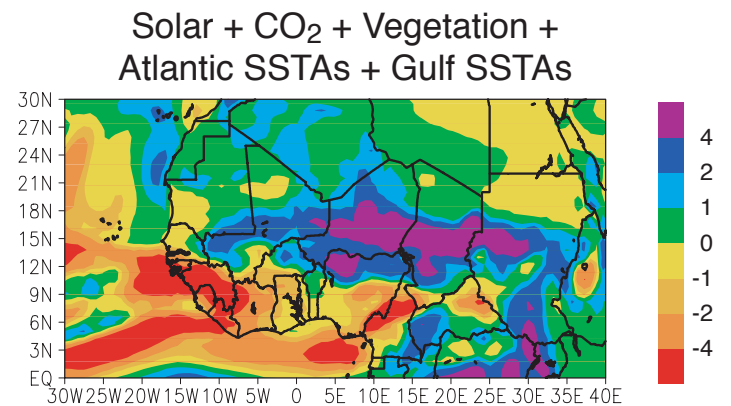 Solar + CO₂ + Vegetation +
Atlantic SSTAs + Gulf SSTAs
30N
27N
24N
21N
18N
15N
12N
9N
6N
3N
EQ
30W 25W 20W 15W 10W 5W 0 5E 10E 15E 20E 25E 30E 35E 40E
4
2
1
0
-1
-2
-4